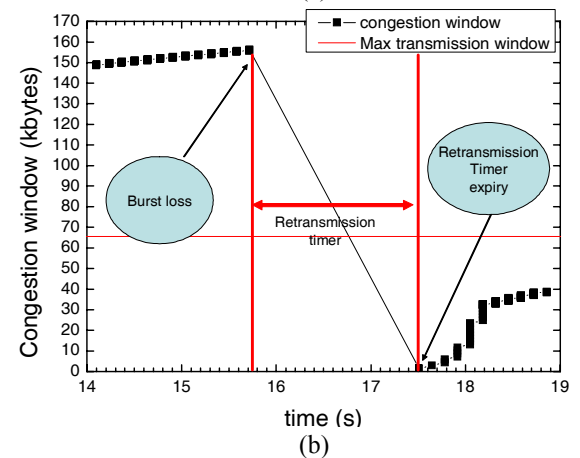 congestion window
Max transmission window
170
160
150
140
130
120
110
100
90
80
70
60
50
40
30
20
10
0
Congestion window (kbytes)
Burst loss
Retransmission
timer
Retransmission
Timer
expiry
14 15 16 17 18 19
time (s)
(b)